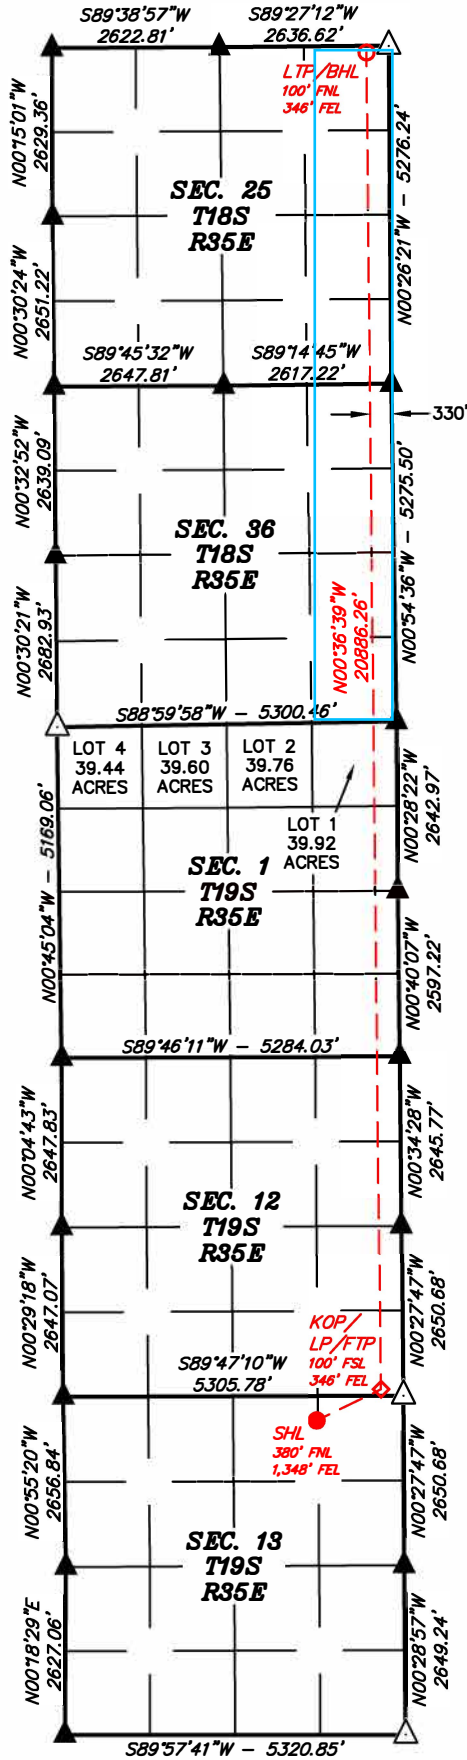 S89°38'57"W
2622.81'
S89°27'12"W
2636.62'
LTP/BHL
100' FNL
346' FEL
N00°15'01"W
2629.36'
N00°26'21"W - 5276.24'
SEC. 25
T18S
R35E
N00°30'24"W
2651.22'
S89°45'32"W
2647.81'
S89°14'45"W
2617.22'
330'
N00°32'52"W
2639.09'
N00°54'36"W - 5275.50'
SEC. 36
T18S
R35E
N00°30'21"W
2682.93'
N00°36'39"W
20886.26'
S88°59'58"W - 5300.46'
LOT 4
39.44
ACRES
LOT 3
39.60
ACRES
LOT 2
39.76
ACRES
LOT 1
39.92
ACRES
N00°28'22"W
2642.97'
N00°45'04"W - 5169.06'
SEC. 1
T19S
R35E
N00°40'07"W
2597.22'
S89°46'11"W - 5284.03'
N00°04'43"W
2647.83'
N00°34'28"W
2645.77'
SEC. 12
T19S
R35E
N00°29'18"W
2647.07'
N00°27'47"W
2650.68'
KOP/
LP/FTP
100' FSL
346' FEL
S89°47'10"W
5305.78'
SHL
380' FNL
1,348' FEL
N00°55'20"W
2656.84'
N00°27'47"W
2650.68'
SEC. 13
T19S
R35E
N00°18'29"E
2627.06'
N00°28'57"W
2649.24'
S89°57'41"W - 5320.85'